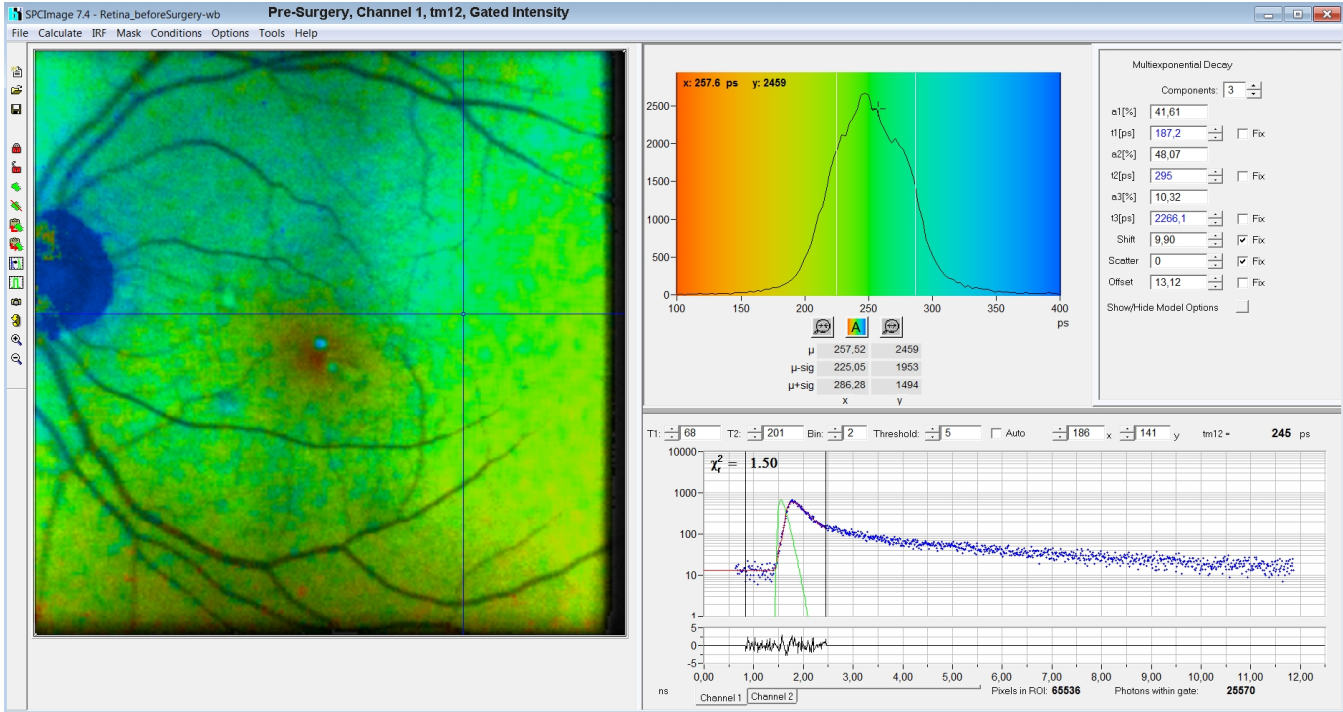 SPCImage 7.4 - Retina_beforeSurgery-wb
Pre-Surgery, Channel 1, tm12, Gated Intensity
File Calculate IRF Mask Conditions Options Tools Help
x: 257.6 ps y: 2459
2500
2000
1500
1000
500
0
100 150 200 250 300 350 400
ps
A
μ 257,52 2459
μ-sig 225,05 1953
μ+sig 286,28 1494
x y
Multiexponential Decay
Components: 3
a1[%] 41,61
t1[ps] 187,2 Fix
a2[%] 48,07
t2[ps] 295 Fix
a3[%] 10,32
t3[ps] 2266,1 Fix
Shift 9,90 Fix
Scatter 0 Fix
Offset 13,12 Fix
Show/Hide Model Options
T1: 68 T2: 201 Bin: 2 Threshold: 5 Auto 186 x 141 y tm12 = 245 ps
χr² = 1.50
10000
1000
100
10
1
5
0
-5
0,00 1,00 2,00 3,00 4,00 5,00 6,00 7,00 8,00 9,00 10,00 11,00 12,00
ns
Channel 1 Channel 2 Pixels in ROI: 65536 Photons within gate: 25570